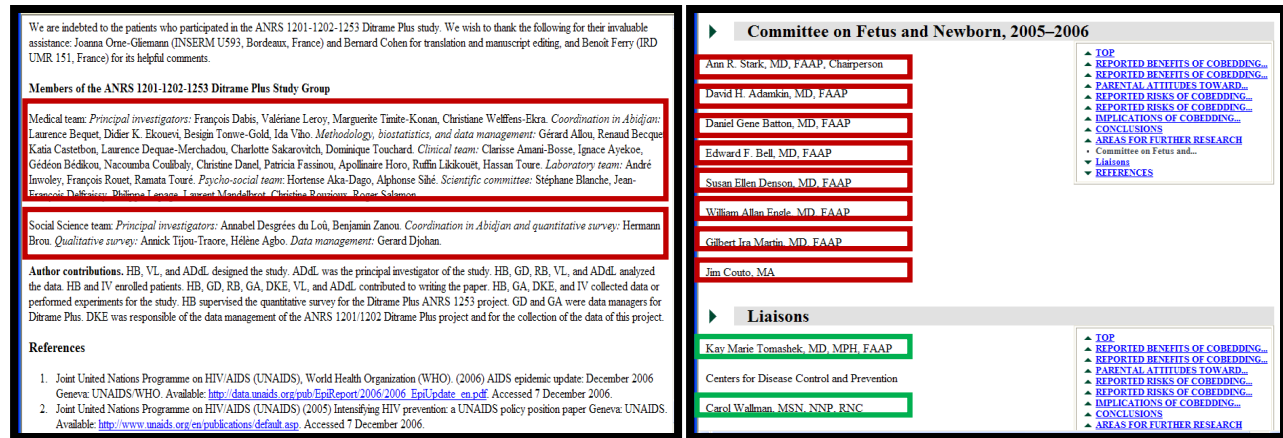 We are indebted to the patients who participated in the ANRS 1201-1202-1253 Ditrame Plus study. We wish to thank the following for their invaluable
assistance: Joanna Orne-Gliemann (INSERM U593, Bordeaux, France) and Bernard Cohen for translation and manuscript editing, and Benoit Ferry (IRD
UMR 151, France) for its helpful comments.
Members of the ANRS 1201-1202-1253 Ditrame Plus Study Group
Medical team: Principal investigators: François Dabis, Valériane Leroy, Marguerite Timite-Konan, Christiane Welffens-Ekra. Coordination in Abidjan:
Laurence Bequet, Didier K. Ekouevi, Besigin Tonwe-Gold, Ida Viho. Methodology, biostatistics, and data management: Gérard Allou, Renaud Becque
Katia Castetbon, Laurence Dequae-Merchadou, Charlotte Sakarovitch, Dominique Touchard. Clinical team: Clarisse Amani-Bosse, Ignace Ayekoe,
Gédéon Bédikou, Nacoumba Coulibaly, Christine Danel, Patricia Fassinou, Apollinaire Horo, Ruffin Likikouët, Hassan Toure. Laboratory team: André
Inwoley, François Rouet, Ramata Touré. Psycho-social team: Hortense Aka-Dago, Alphonse Sihé. Scientific committee: Stéphane Blanche, Jean-
François Delfraissy, Philippe Lepage, Laurent Mandelbrot, Christine Rouzioux, Roger Salamon.
Social Science team: Principal investigators: Annabel Desgrées du Loû, Benjamin Zanou. Coordination in Abidjan and quantitative survey: Hermann
Brou. Qualitative survey: Annick Tijou-Traore, Hélène Agbo. Data management: Gerard Djohan.
Author contributions. HB, VL, and ADdL designed the study. ADdL was the principal investigator of the study. HB, GD, RB, VL, and ADdL analyzed
the data. HB and IV enrolled patients. HB, GD, RB, GA, DKE, VL, and ADdL contributed to writing the paper. HB, GA, DKE, and IV collected data or
performed experiments for the study. HB supervised the quantitative survey for the Ditrame Plus ANRS 1253 project. GD and GA were data managers for
Ditrame Plus. DKE was responsible of the data management of the ANRS 1201/1202 Ditrame Plus project and for the collection of the data of this project.
References
1. Joint United Nations Programme on HIV/AIDS (UNAIDS), World Health Organization (WHO). (2006) AIDS epidemic update: December 2006
Geneva: UNAIDS/WHO. Available: http://data.unaids.org/pub/EpiReport/2006/2006_EpiUpdate_en.pdf. Accessed 7 December 2006.
2. Joint United Nations Programme on HIV/AIDS (UNAIDS) (2005) Intensifying HIV prevention: a UNAIDS policy position paper Geneva: UNAIDS.
Available: http://www.unaids.org/en/publications/default.asp. Accessed 7 December 2006.
Committee on Fetus and Newborn, 2005–2006
Ann R. Stark, MD, FAAP, Chairperson
David H. Adamkin, MD, FAAP
Daniel Gene Batton, MD, FAAP
Edward F. Bell, MD, FAAP
Susan Ellen Denson, MD, FAAP
William Allan Engle, MD, FAAP
Gilbert Ira Martin, MD, FAAP
Jim Couto, MA
TOP
REPORTED BENEFITS OF COBEDDING...
REPORTED BENEFITS OF COBEDDING...
PARENTAL ATTITUDES TOWARD...
REPORTED RISKS OF COBEDDING...
REPORTED RISKS OF COBEDDING...
IMPLICATIONS OF COBEDDING...
CONCLUSIONS
AREAS FOR FURTHER RESEARCH
Committee on Fetus and...
Liaisons
REFERENCES
Liaisons
Kay Marie Tomashek, MD, MPH, FAAP
Centers for Disease Control and Prevention
Carol Wallman, MSN, NNP, RNC
TOP
REPORTED BENEFITS OF COBEDDING...
REPORTED BENEFITS OF COBEDDING...
PARENTAL ATTITUDES TOWARD...
REPORTED RISKS OF COBEDDING...
REPORTED RISKS OF COBEDDING...
IMPLICATIONS OF COBEDDING...
CONCLUSIONS
AREAS FOR FURTHER RESEARCH